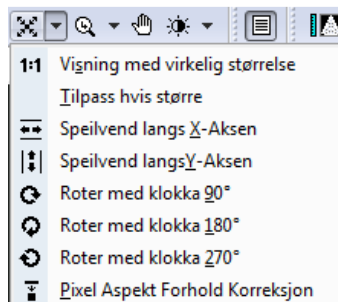 1:1 Visning med virkelig størrelse
Tilpass hvis større
Speilvend langs X-Aksen
Speilvend langsY-Aksen
Roter med klokka 90°
Roter med klokka 180°
Roter med klokka 270°
Pixel Aspekt Forhold Korreksjon